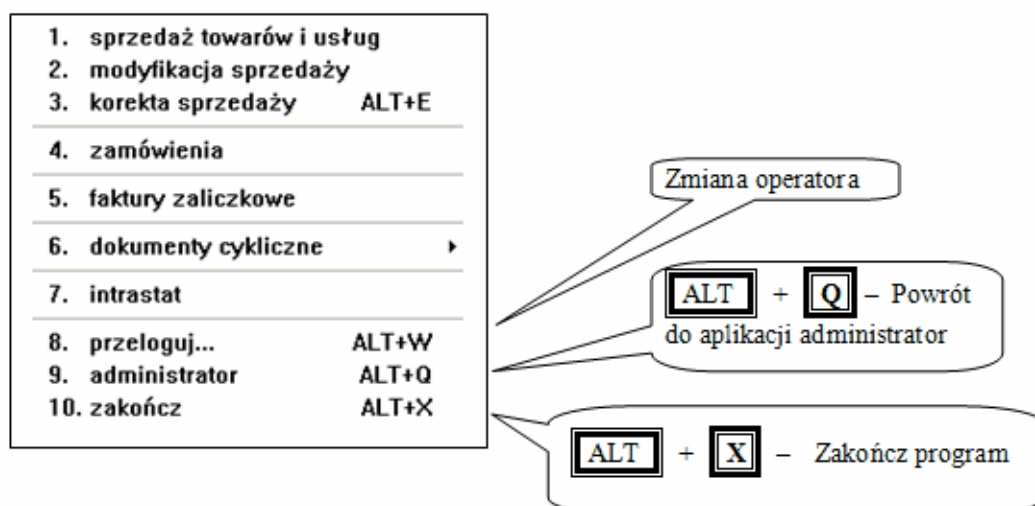 1. sprzedaż towarów i usług
2. modyfikacja sprzedaży
3. korekta sprzedaży ALT+E
4. zamówienia
5. faktury zaliczkowe
6. dokumenty cykliczne
7. intrastat
8. przeloguj... ALT+W
9. administrator ALT+Q
10. zakończ ALT+X
Zmiana operatora
ALT + Q – Powrót
do aplikacji administrator
ALT + X – Zakończ program